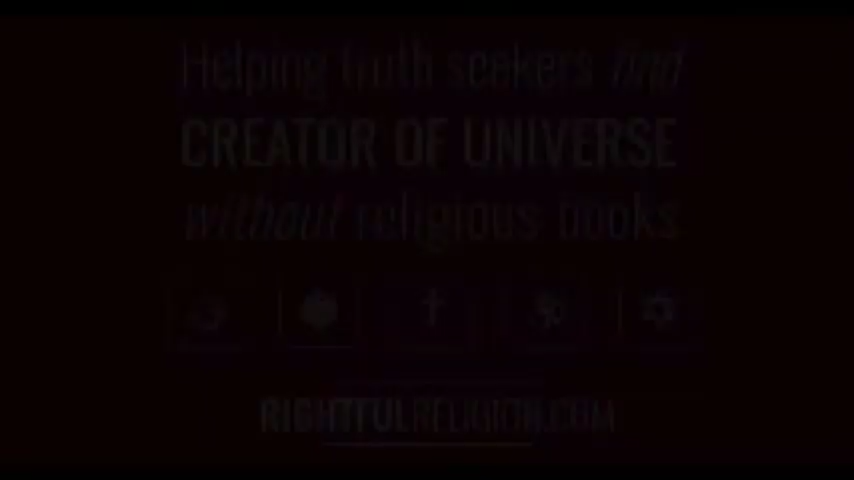 Helping truth seekers find
CREATOR OF UNIVERSE
without religious books
RIGHTFULRELIGION.COM